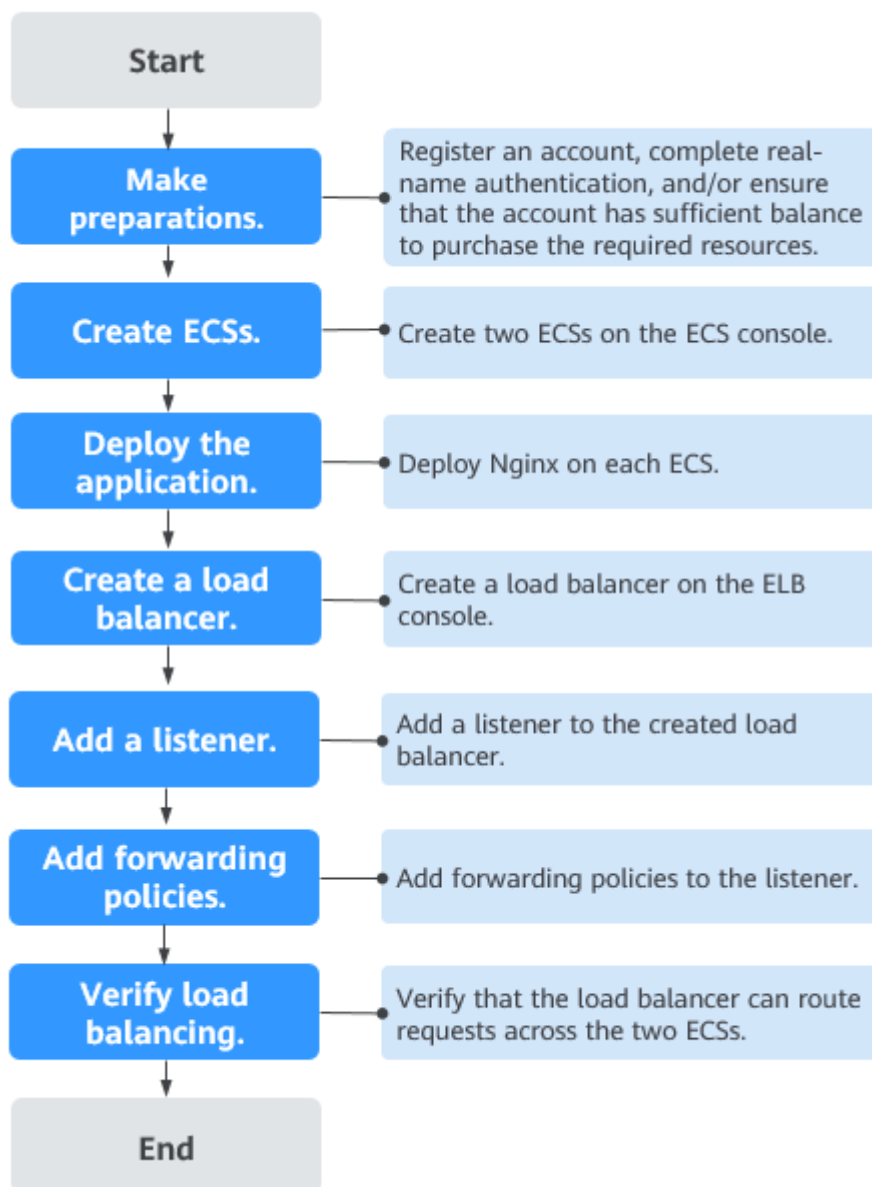 Start
Make
preparations.
Register an account, complete real-
name authentication, and/or ensure
that the account has sufficient balance
to purchase the required resources.
Create ECSs.
Create two ECSs on the ECS console.
Deploy the
application.
Deploy Nginx on each ECS.
Create a load
balancer.
Create a load balancer on the ELB
console.
Add a listener.
Add a listener to the created load
balancer.
Add forwarding
policies.
Add forwarding policies to the listener.
Verify load
balancing.
Verify that the load balancer can route
requests across the two ECSs.
End